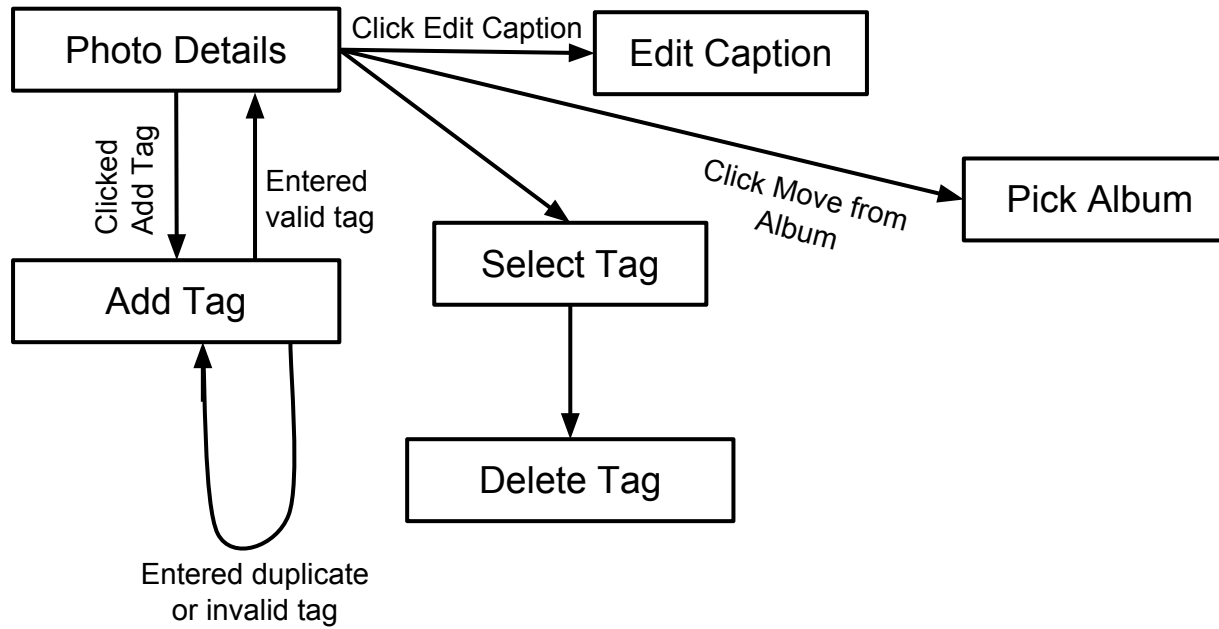 Photo Details
Click Edit Caption
Edit Caption
Clicked
Add Tag
Entered
valid tag
Click Move from
Album
Pick Album
Select Tag
Add Tag
Delete Tag
Entered duplicate
or invalid tag